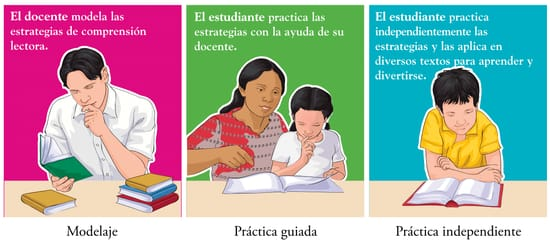 El docente modela las
estrategias de comprensión
lectora.
El estudiante practica las
estrategias con la ayuda de su
docente.
El estudiante practica
independientemente las
estrategias y las aplica en
diversos textos para aprender y
divertirse.
Modelaje
Práctica guiada
Práctica independiente